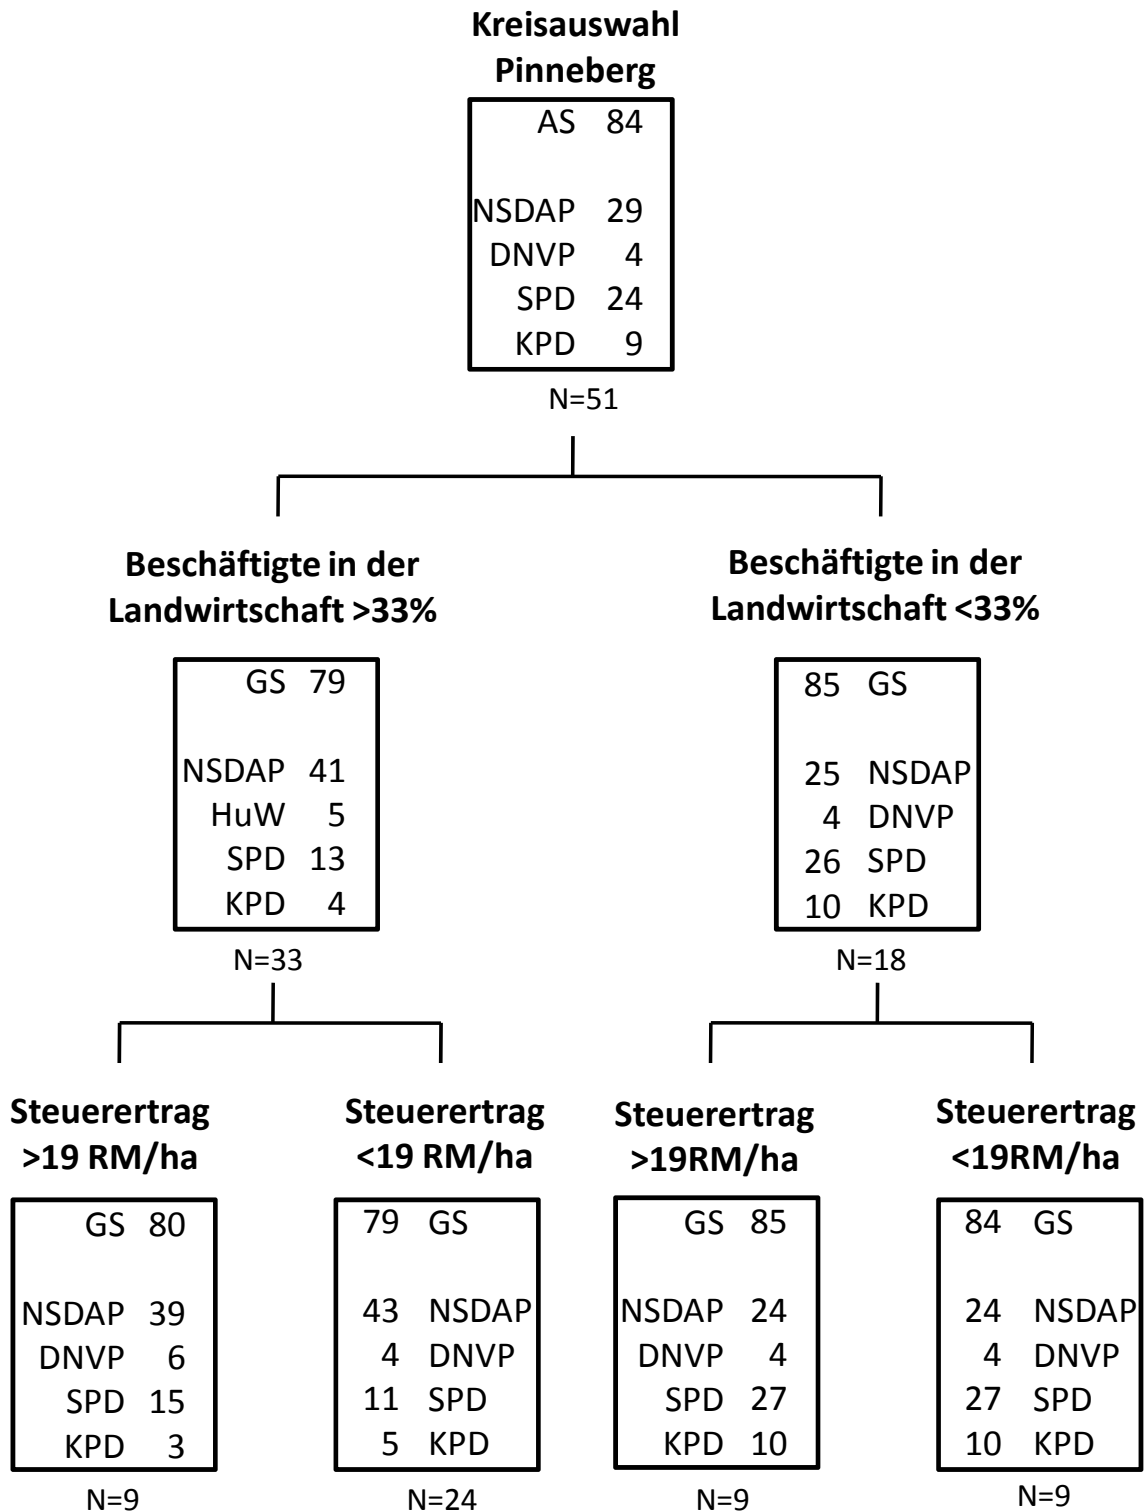 Kreisauswahl
Pinneberg
AS 84
NSDAP 29
DNVP 4
SPD 24
KPD 9
N=51
Beschäftigte in der
Landwirtschaft >33%
GS 79
NSDAP 41
HuW 5
SPD 13
KPD 4
N=33
Beschäftigte in der
Landwirtschaft <33%
85 GS
25 NSDAP
4 DNVP
26 SPD
10 KPD
N=18
Steuerertrag
>19 RM/ha
GS 80
NSDAP 39
DNVP 6
SPD 15
KPD 3
N=9
Steuerertrag
<19 RM/ha
79 GS
43 NSDAP
4 DNVP
11 SPD
5 KPD
N=24
Steuerertrag
>19RM/ha
GS 85
NSDAP 24
DNVP 4
SPD 27
KPD 10
N=9
Steuerertrag
<19RM/ha
84 GS
24 NSDAP
4 DNVP
27 SPD
10 KPD
N=9